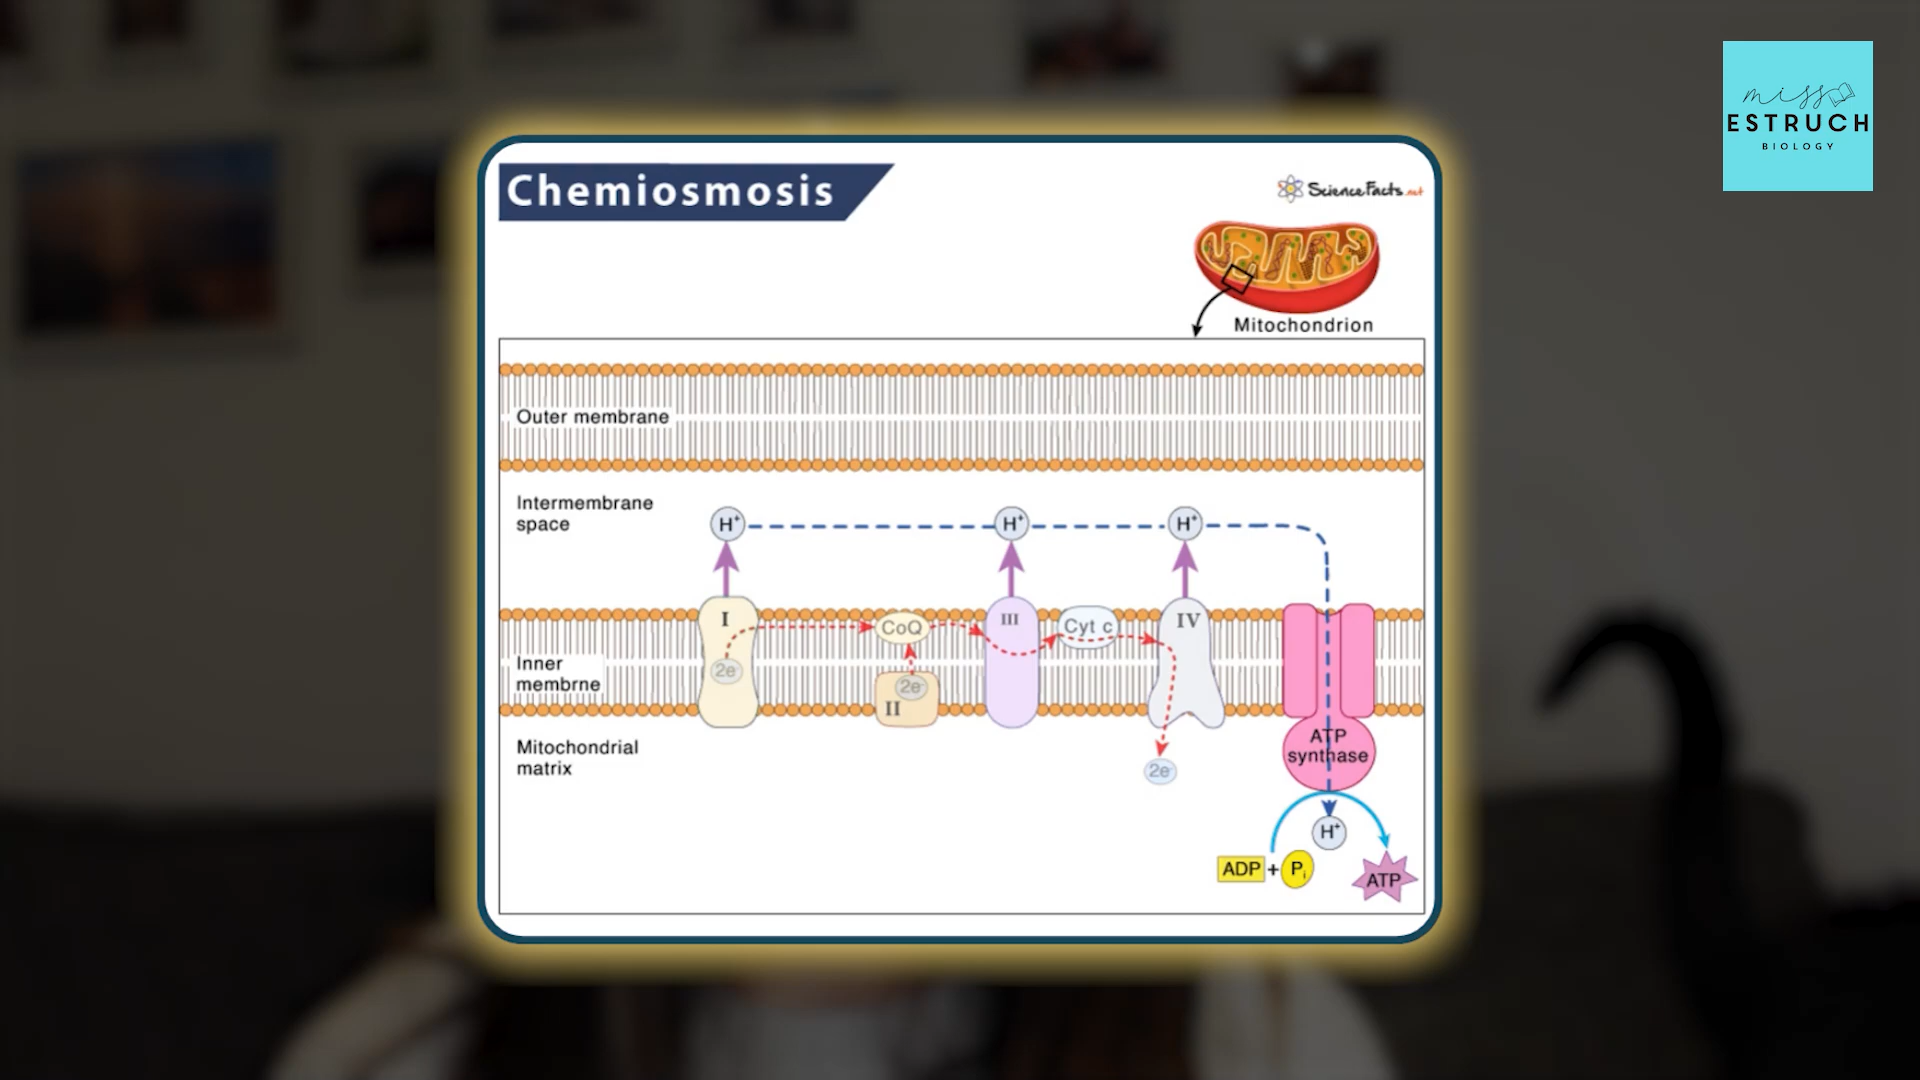 miss
ESTRUCH
BIOLOGY
Chemiosmosis
ScienceFacts.net
Mitochondrion
Outer membrane
Intermembrane
space
H⁺ H⁺ H⁺
I
CoQ
III
Cyt c
IV
2e⁻
Inner
membrne
2e⁻
II
Mitochondrial
matrix
ATP
synthase
2e⁻
H⁺
ADP + Pi
ATP